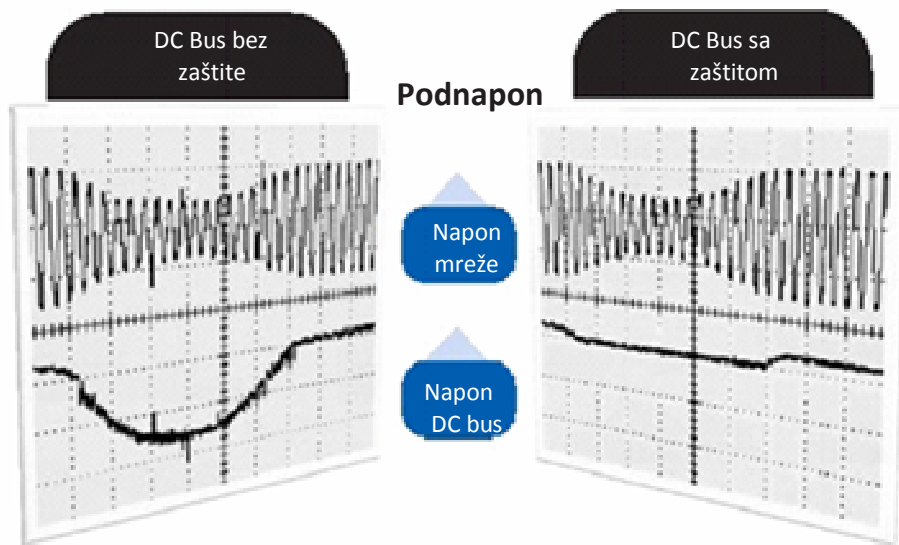 DC Bus bez
zaštite
DC Bus sa
zaštitom
Podnapon
Napon
mreže
Napon
DC bus